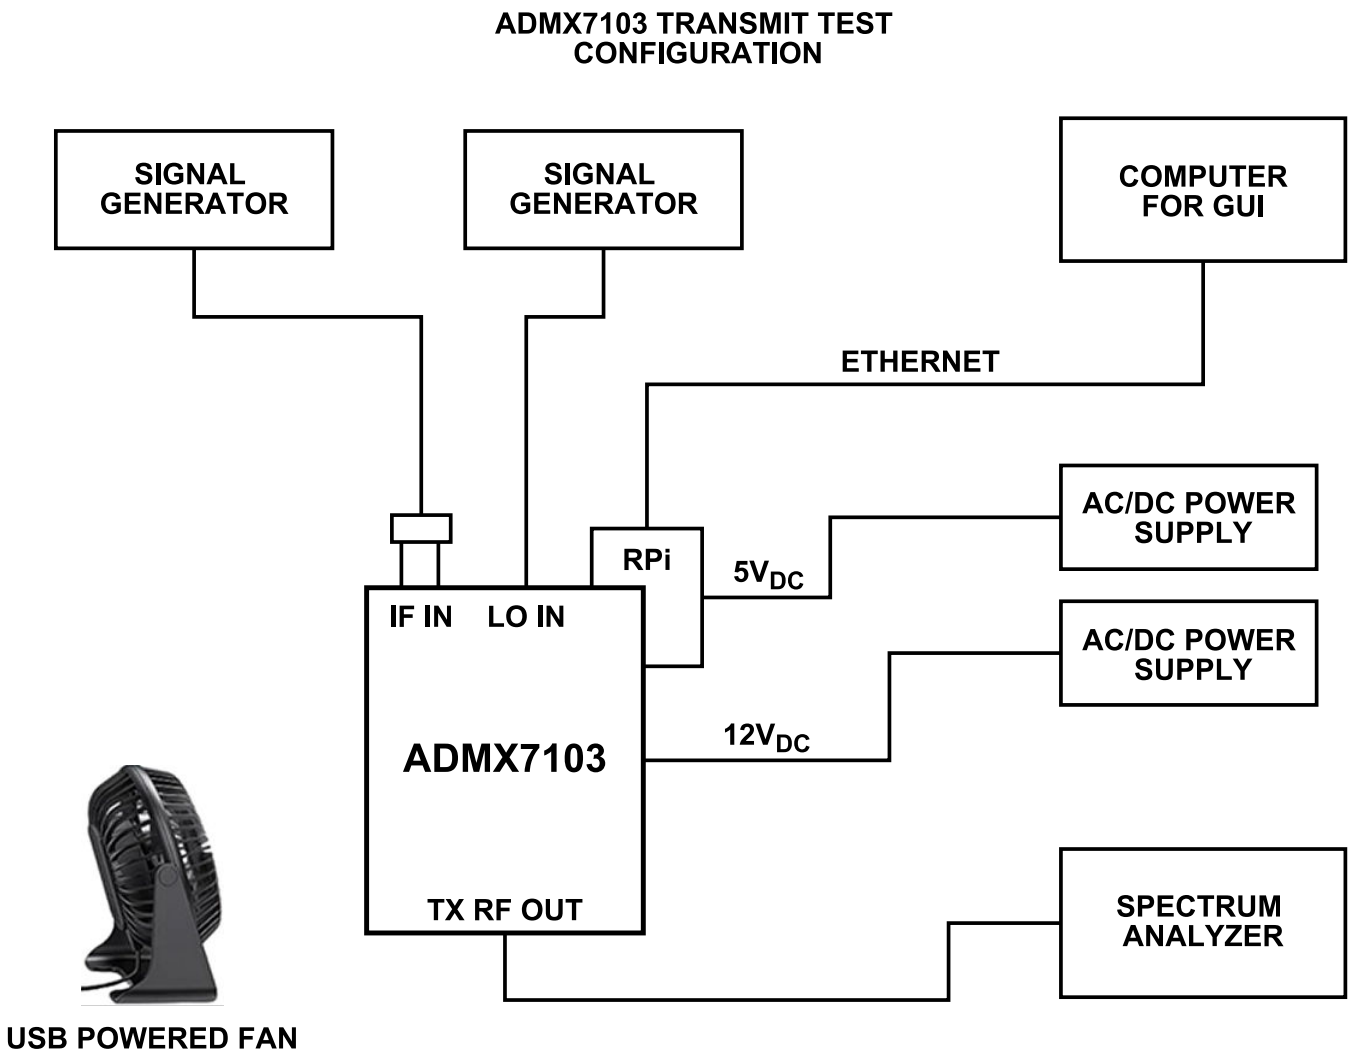 ADMX7103 TRANSMIT TEST
CONFIGURATION
SIGNAL
GENERATOR
SIGNAL
GENERATOR
COMPUTER
FOR GUI
ETHERNET
AC/DC POWER
SUPPLY
RPi
5VDC
IF IN
LO IN
AC/DC POWER
SUPPLY
12VDC
ADMX7103
TX RF OUT
SPECTRUM
ANALYZER
USB POWERED FAN